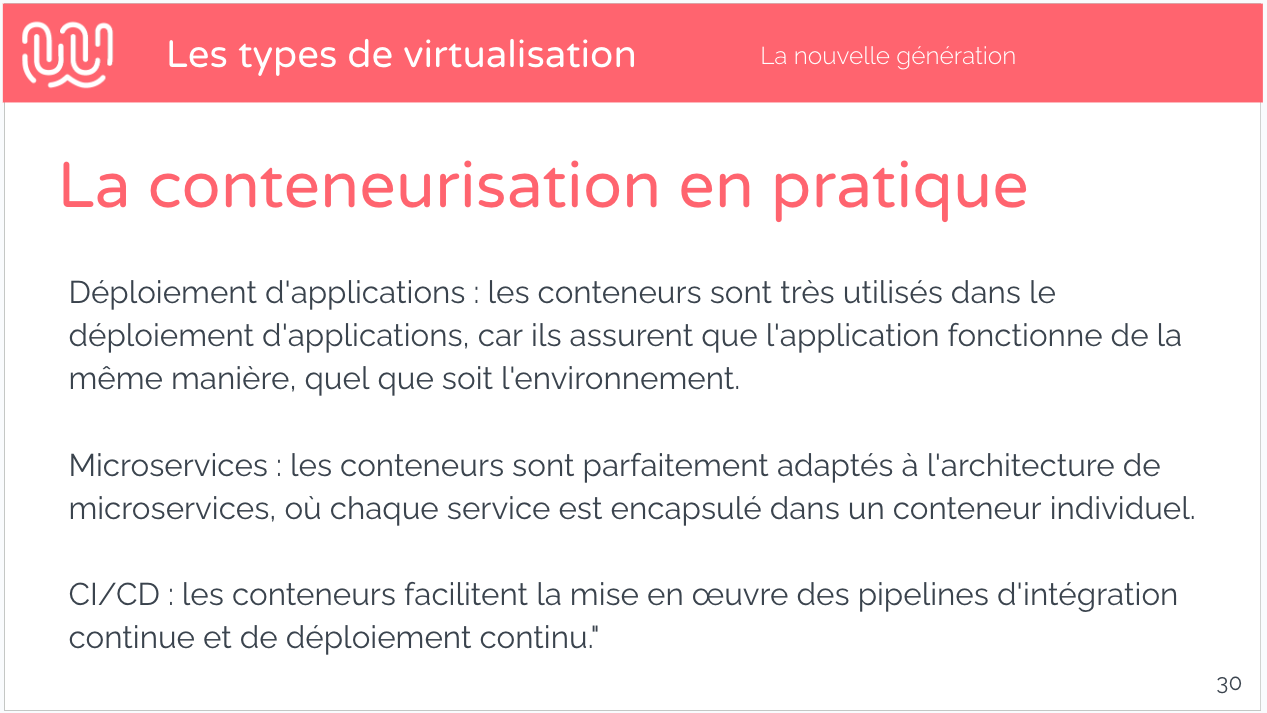 Les types de virtualisation
La nouvelle génération
La conteneurisation en pratique
Déploiement d'applications : les conteneurs sont très utilisés dans le
déploiement d'applications, car ils assurent que l'application fonctionne de la
même manière, quel que soit l'environnement.
Microservices : les conteneurs sont parfaitement adaptés à l'architecture de
microservices, où chaque service est encapsulé dans un conteneur individuel.
CI/CD : les conteneurs facilitent la mise en œuvre des pipelines d'intégration
continue et de déploiement continu."
30